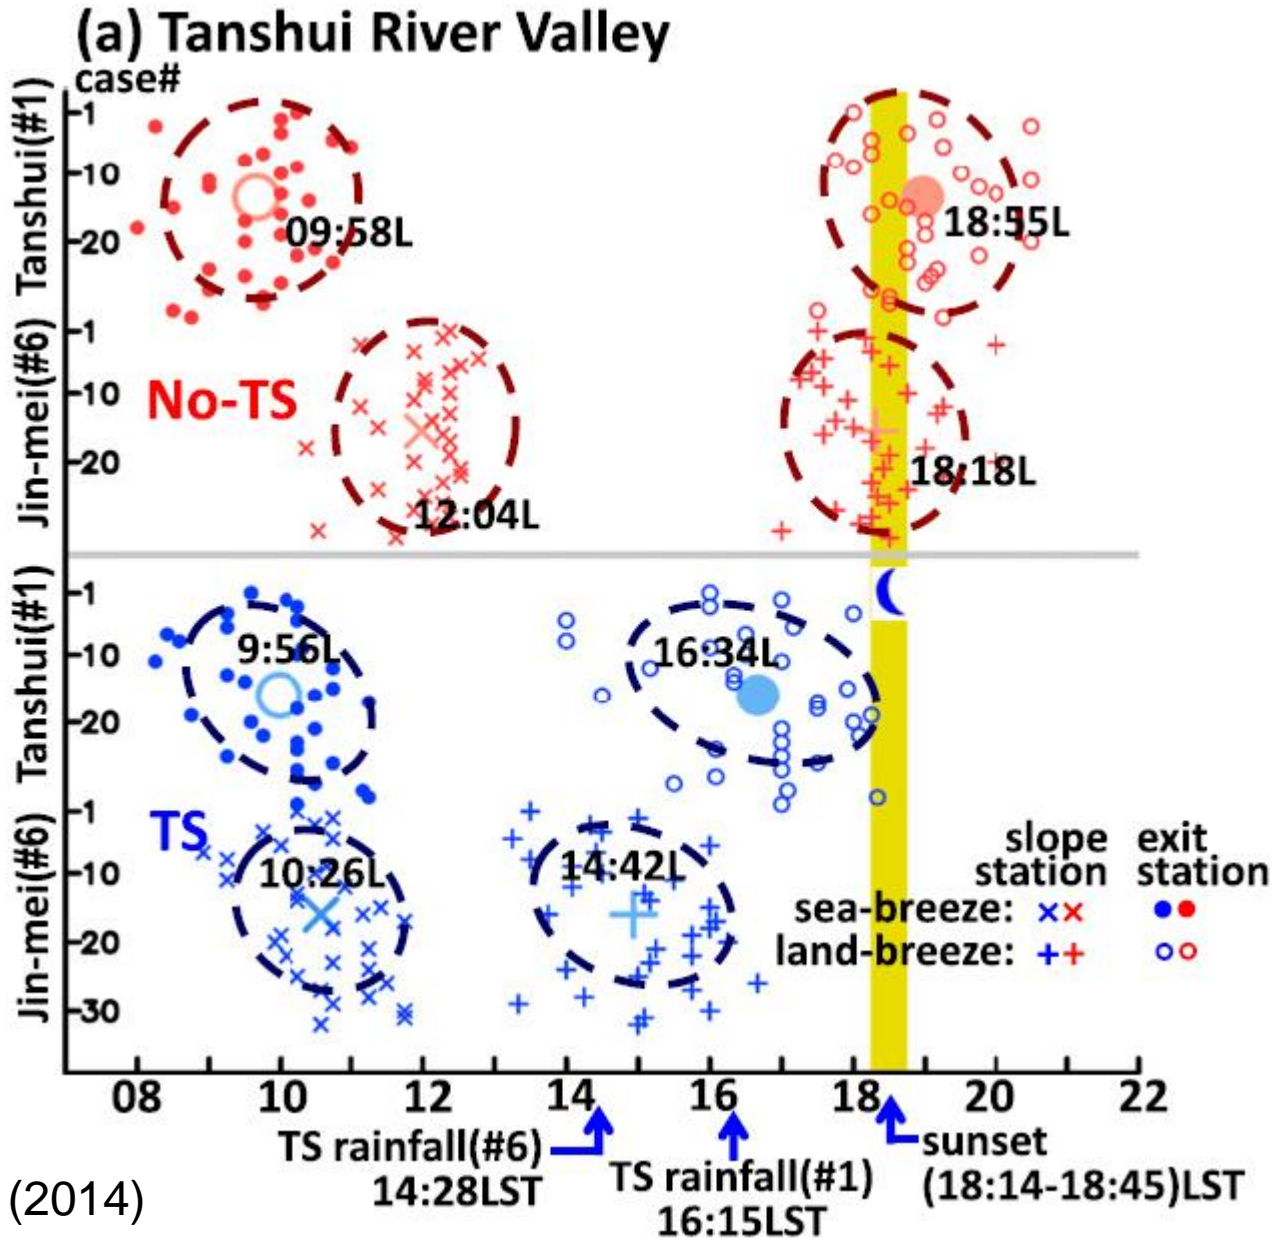 (a) Tanshui River Valley
case#
Tanshui(#1)
1
10
20
09:58L
18:55L
Jin-mei(#6)
1
10
20
No-TS
12:04L
18:18L
Tanshui(#1)
1
10
20
9:56L
16:34L
Jin-mei(#6)
1
10
20
30
TS
10:26L
14:42L
slope station
exit station
sea-breeze:
land-breeze:
08 10 12 14 16 18 20 22
TS rainfall(#6)
14:28LST
TS rainfall(#1)
16:15LST
sunset
(18:14-18:45)LST
(2014)